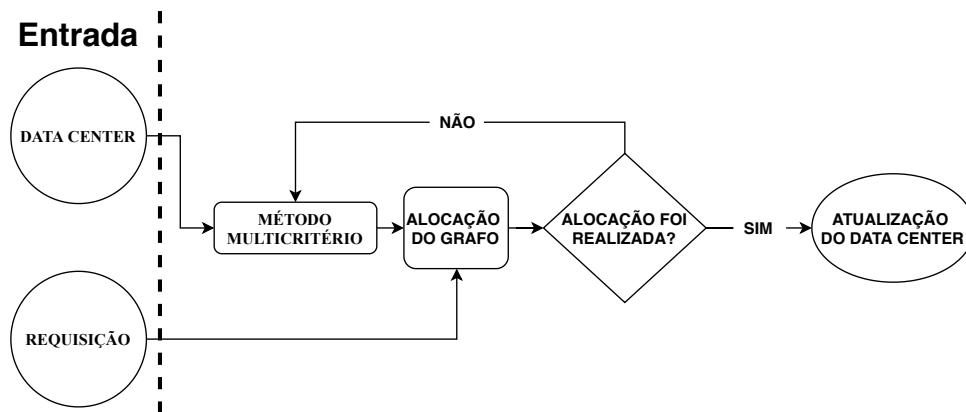 Entrada
DATA CENTER
NÃO
MÉTODO
MULTICRITÉRIO
ALOCAÇÃO
DO GRAFO
ALOCAÇÃO FOI
REALIZADA?
SIM
ATUALIZAÇÃO
DO DATA CENTER
REQUISIÇÃO